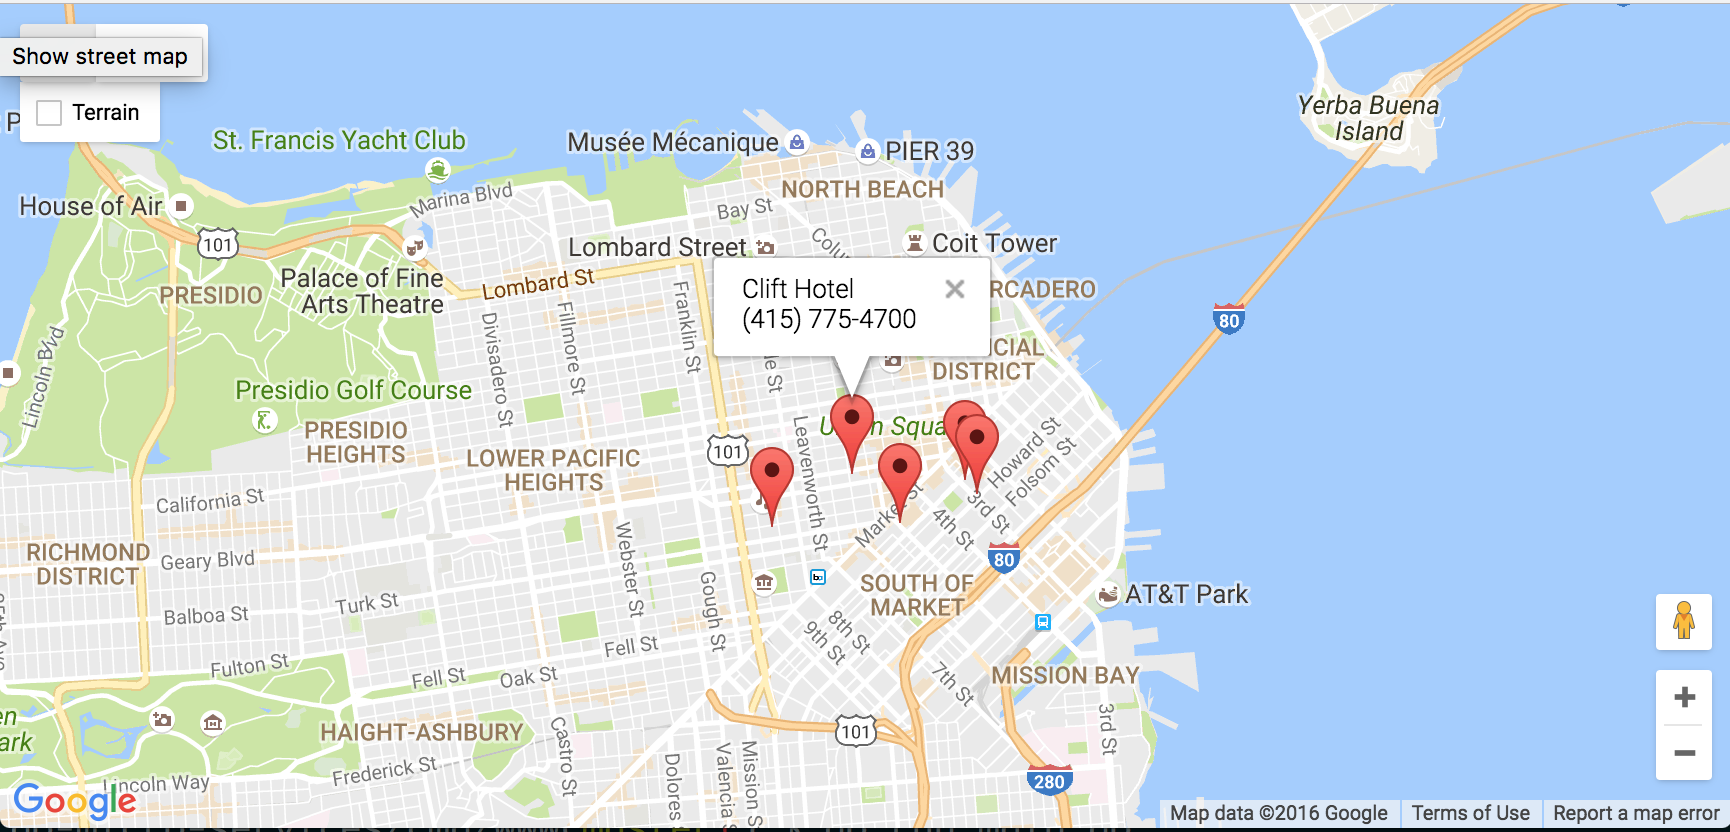 Show street map
Terrain
P
St. Francis Yacht Club
Musée Mécanique
PIER 39
Yerba Buena
Island
House of Air
Marina Blvd
NORTH BEACH
Bay St
101
Lombard Street
Colu
Coit Tower
Palace of Fine
Arts Theatre
PRESIDIO
Lombard St
Clift Hotel
(415) 775-4700
RCADERO
80
Franklin St
Fillmore St
Divisadero St
Lincoln Blvd
le St
CIAL
DISTRICT
Presidio Golf Course
PRESIDIO
HEIGHTS
LOWER PACIFIC
HEIGHTS
101
Leavenworth St
U n Squa
Howard St
Folsom St
California St
Market St
3rd St
4th St
RICHMOND
DISTRICT
Geary Blvd
Webster St
80
SOUTH OF
MARKET
AT&T Park
Turk St
Balboa St
Gough St
8th St
9th St
Fell St
Fulton St
Fell St
Oak St
7th St
MISSION BAY
en
ark
HAIGHT-ASHBURY
Castro St
101
3rd St
Frederick St
Lincoln Way
Dolores
Valencia S
Mission S
280
Google
Map data ©2016 Google
Terms of Use
Report a map error